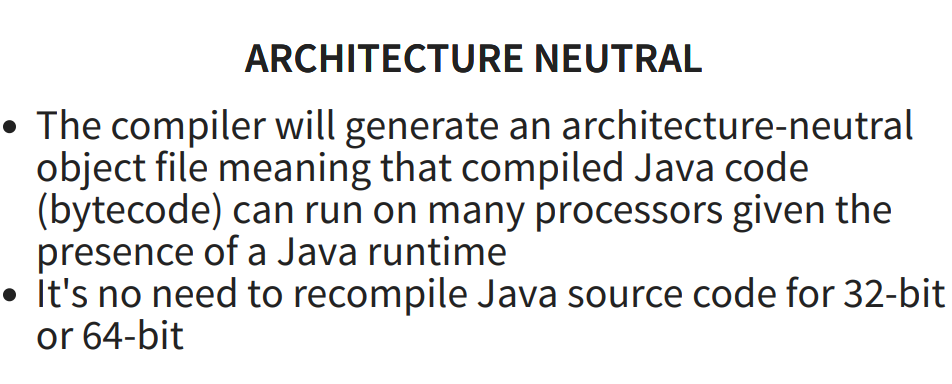 ARCHITECTURE NEUTRAL
• The compiler will generate an architecture-neutral
object file meaning that compiled Java code
(bytecode) can run on many processors given the
presence of a Java runtime
• It's no need to recompile Java source code for 32-bit
or 64-bit